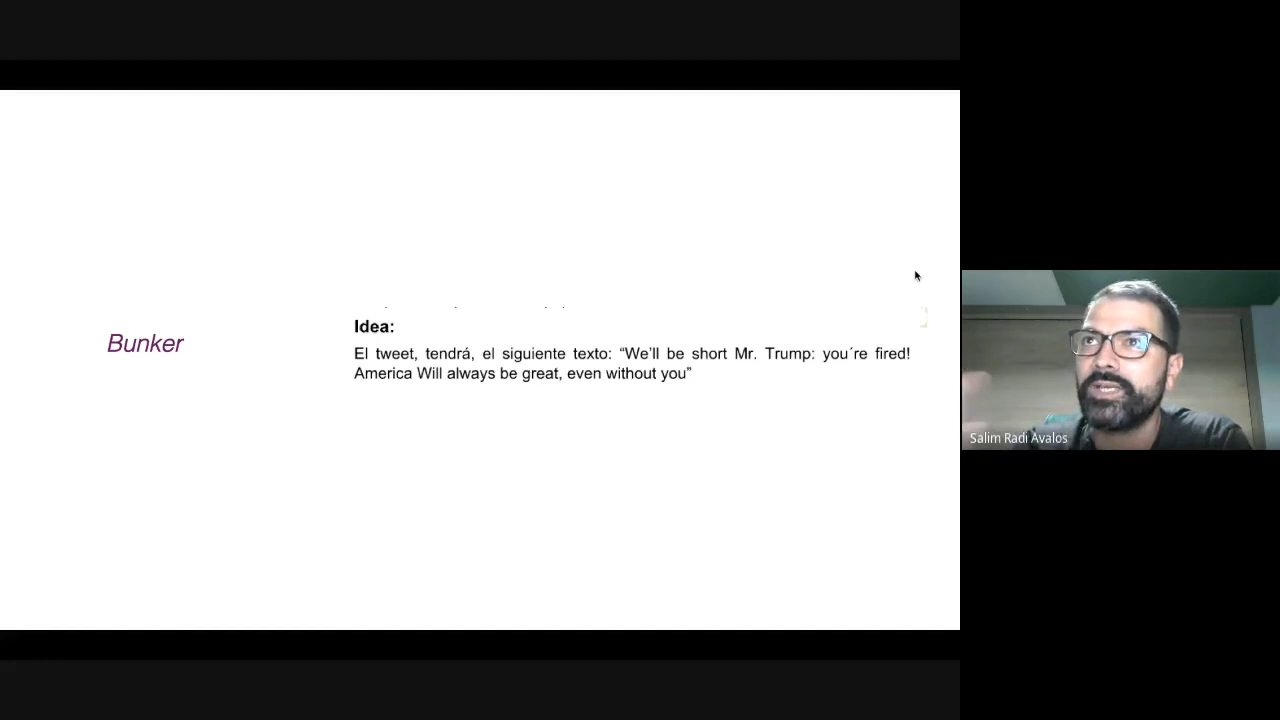 Bunker
Idea:
El tweet, tendrá, el siguiente texto: “We’ll be short Mr. Trump: you´re fired!
America Will always be great, even without you”
Salim Radi Avalos